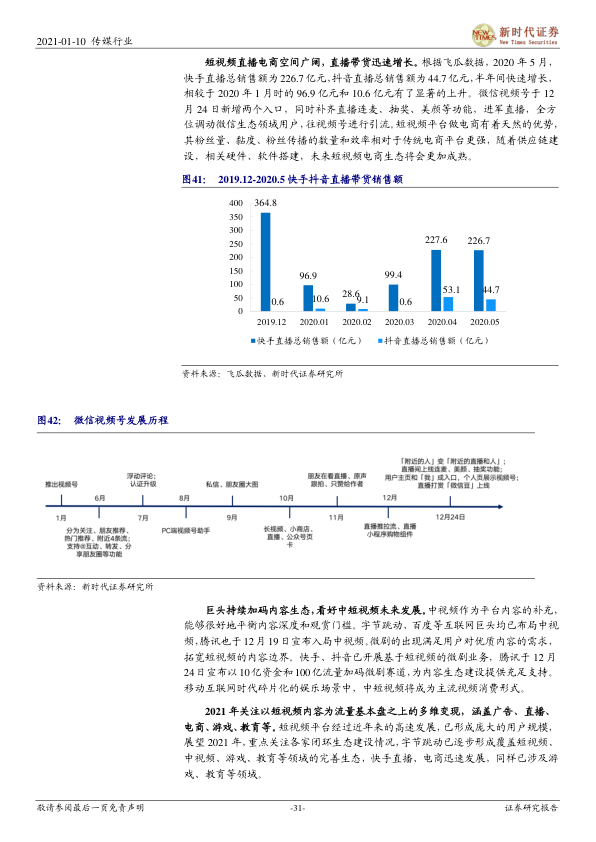 2021-01-10 传媒行业
新时代证券
New Times Securities
短视频直播电商空间广阔，直播带货迅速增长。根据飞瓜数据，2020 年 5 月，
快手直播总销售额为 226.7 亿元，抖音直播总销售额为 44.7 亿元，半年间快速增长，
相较于 2020 年 1 月时的 96.9 亿元和 10.6 亿元有了显著的上升。微信视频号于 12
月 24 日新增两个入口，同时补齐直播连麦、抽奖、美颜等功能，进军直播，全方
位调动微信生态领域用户，往视频号进行引流。短视频平台做电商有着天然的优势，
其粉丝量、黏度、粉丝传播的数量和效率相对于传统电商平台更强，随着供应链建
设，相关硬件、软件搭建，未来短视频电商生态将会更加成熟。
图41： 2019.12-2020.5 快手抖音直播带货销售额
400
350
300
250
200
150
100
50
0
364.8
0.6
96.9
10.6
28.6
9.1
99.4
0.6
227.6
53.1
226.7
44.7
2019.12 2020.01 2020.02 2020.03 2020.04 2020.05
快手直播总销售额（亿元） 抖音直播总销售额（亿元）
资料来源：飞瓜数据、新时代证券研究所
图42： 微信视频号发展历程
推出视频号
浮动评论；
认证升级
私信、朋友圈大图
朋友在看直播、原声
跟拍、只赞给作者
「附近的人」变「附近的直播和人」；
直播间上线连麦、美颜、抽奖功能；
用户主页和「我」成入口，个人页展示视频号；
直播打赏「微信豆」上线
6月 8月 10月 12月
1月 7月 9月 11月 12月24日
分为关注、朋友推荐、
热门推荐、附近4条流；
支持@互动、转发、分
享朋友圈等功能
PC端视频号助手
长视频、小商店、
直播、公众号页
卡
直播推拉流、直播
小程序购物组件
资料来源：新时代证券研究所
巨头持续加码内容生态，看好中短视频未来发展。中视频作为平台内容的补充，
能够很好地平衡内容深度和观赏门槛。字节跳动、百度等互联网巨头均已布局中视
频，腾讯也于 12 月 19 日宣布入局中视频。微剧的出现满足用户对优质内容的需求，
拓宽短视频的内容边界。快手、抖音已开展基于短视频的微剧业务，腾讯于 12 月
24 日宣布以 10 亿资金和 100 亿流量加码微剧赛道，为内容生态建设提供充足支持。
移动互联网时代碎片化的娱乐场景中，中短视频将成为主流视频消费形式。
2021 年关注以短视频内容为流量基本盘之上的多维变现，涵盖广告、直播、
电商、游戏、教育等。短视频平台经过近年来的高速发展，已形成庞大的用户规模，
展望 2021 年，重点关注各家闭环生态建设情况，字节跳动已逐步形成覆盖短视频、
中视频、游戏、教育等领域的完善生态，快手直播、电商迅速发展，同样已涉及游
戏、教育等领域。
敬请参阅最后一页免责声明 -31- 证券研究报告